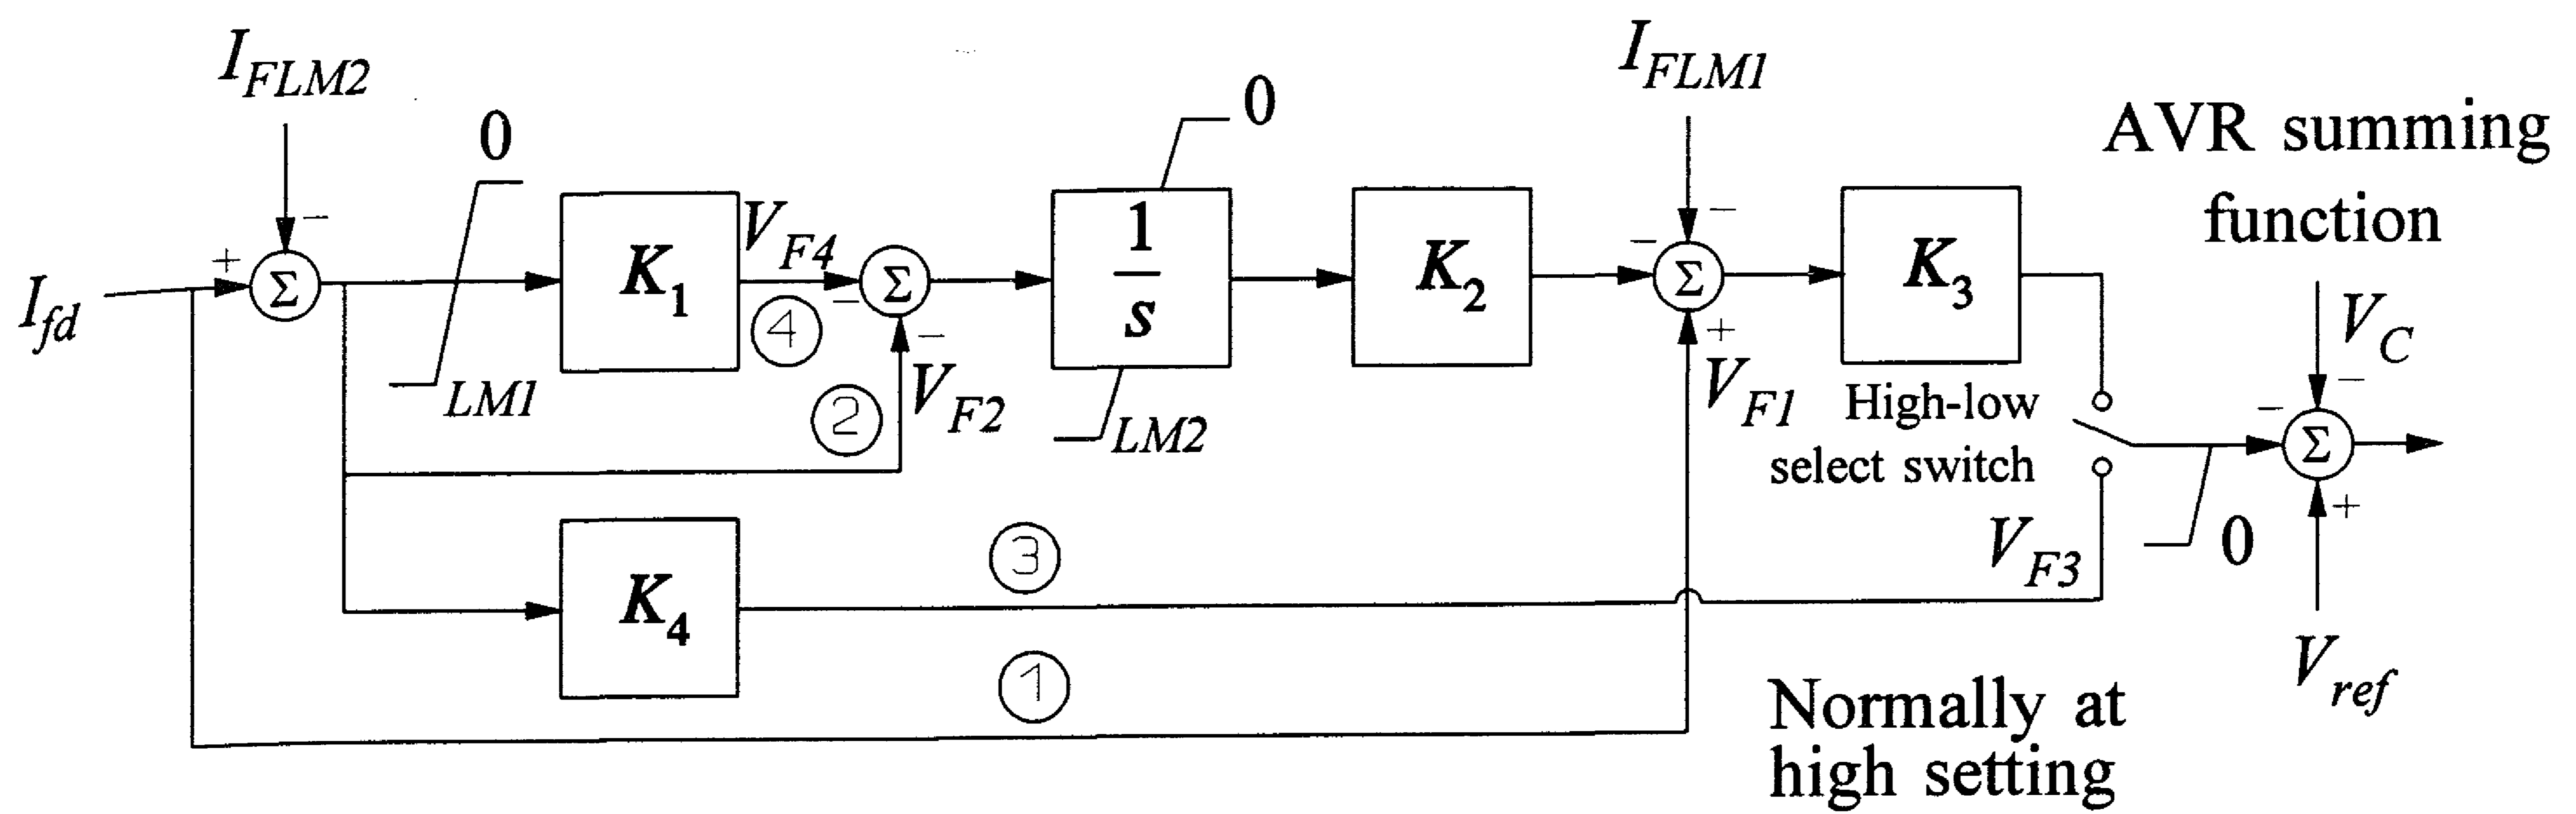 I_FLM2
0
LM1
I_fd
+
−
Σ
K_1
V_F4
④
−
Σ
−
②
V_F2
0
1
s
LM2
K_2
I_FLM1
−
−
Σ
+
V_F1
K_3
High-low
select switch
AVR summing
function
V_C
−
−
Σ
+
0
V_ref
K_4
③
V_F3
①
Normally at
high setting